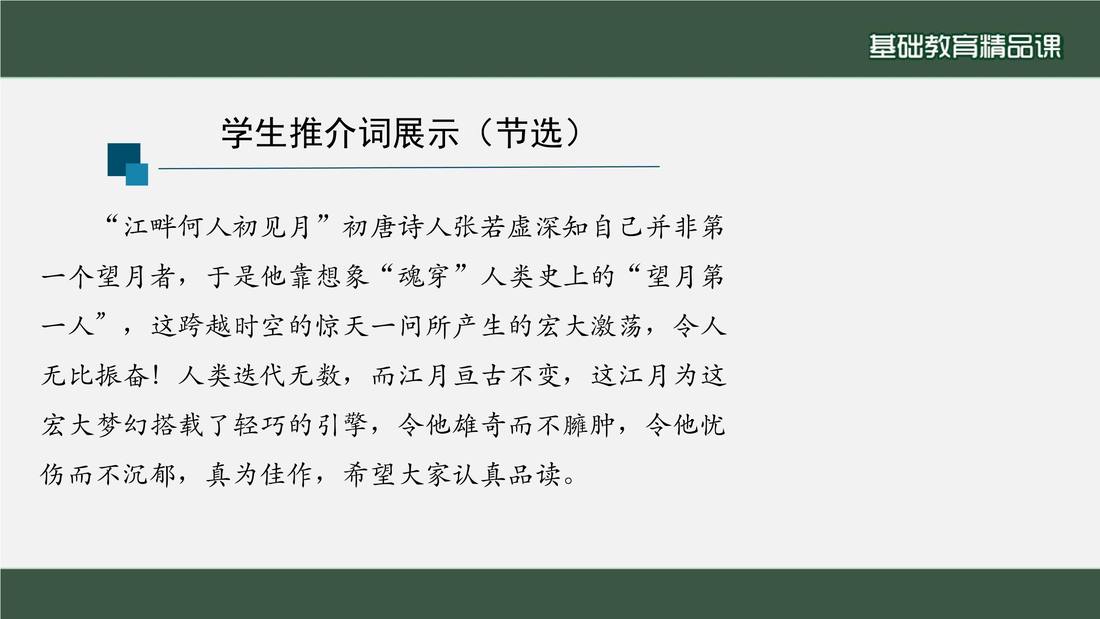 基础教育精品课
学生推介词展示（节选）
“江畔何人初见月”初唐诗人张若虚深知自己并非第
一个望月者，于是他靠想象“魂穿”人类史上的“望月第
一人”，这跨越时空的惊天一问所产生的宏大激荡，令人
无比振奋！人类迭代无数，而江月亘古不变，这江月为这
宏大梦幻搭载了轻巧的引擎，令他雄奇而不臃肿，令他忧
伤而不沉郁，真为佳作，希望大家认真品读。